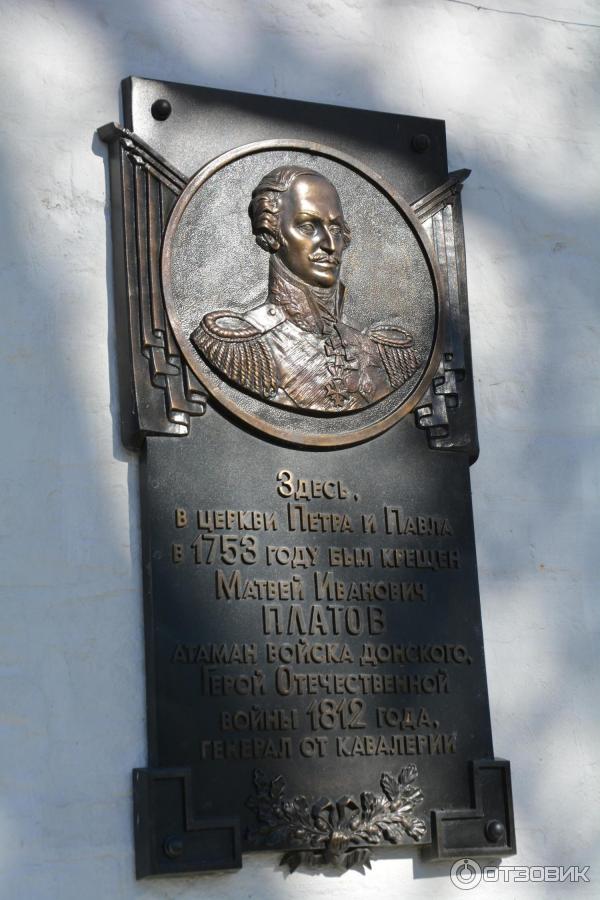 Здесь,
в церкви Петра и Павла
в 1753 году был крещен
Матвей Иванович
ПЛАТОВ
атаман войска донского,
Герой Отечественной
войны 1812 года,
генерал от кавалерии
ОТЗОВИК